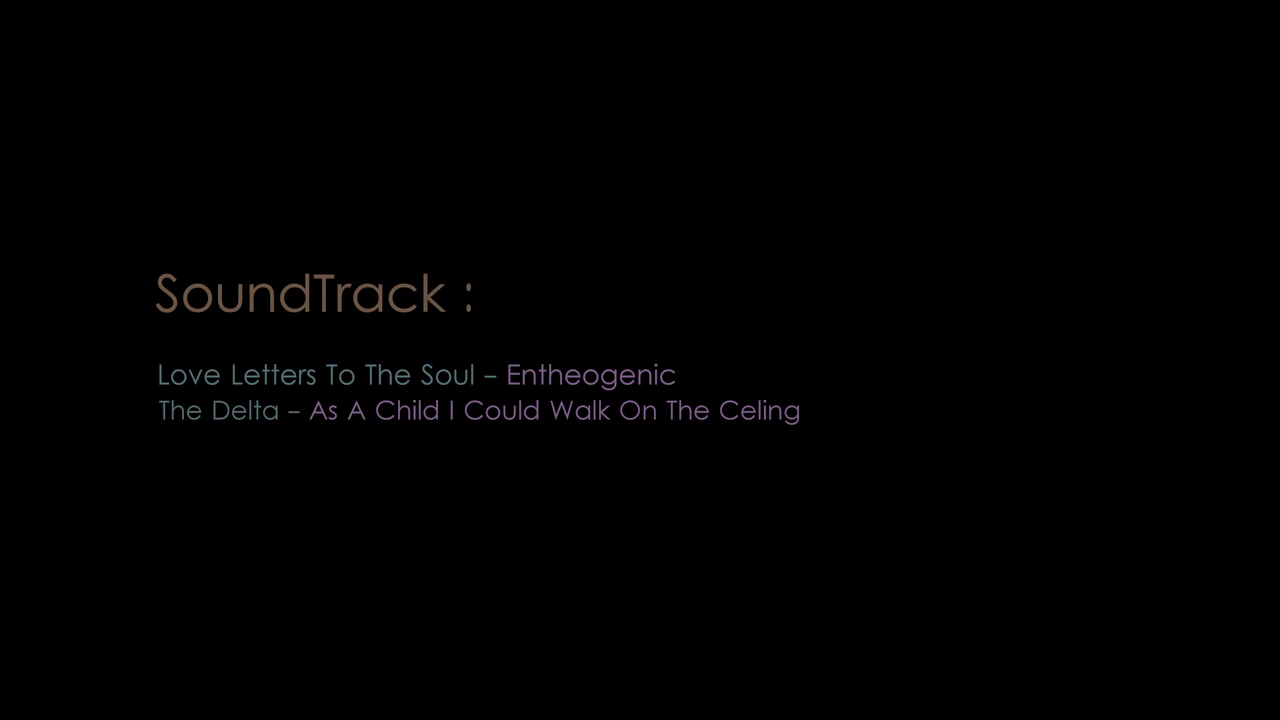 SoundTrack :
Love Letters To The Soul – Entheogenic
The Delta – As A Child I Could Walk On The Celing